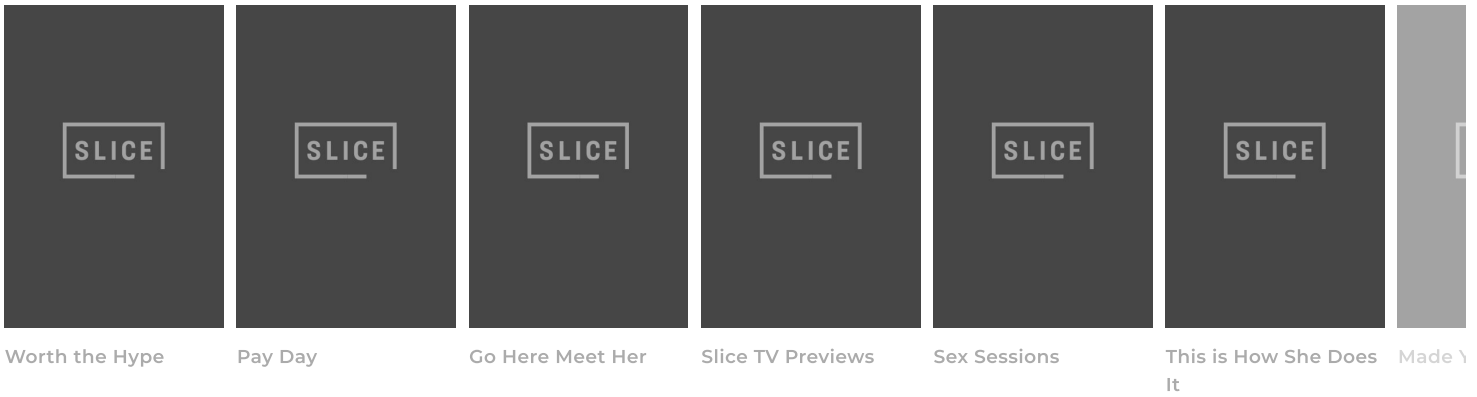 SLICE
SLICE
SLICE
SLICE
SLICE
SLICE
Worth the Hype
Pay Day
Go Here Meet Her
Slice TV Previews
Sex Sessions
This is How She Does
It
Made